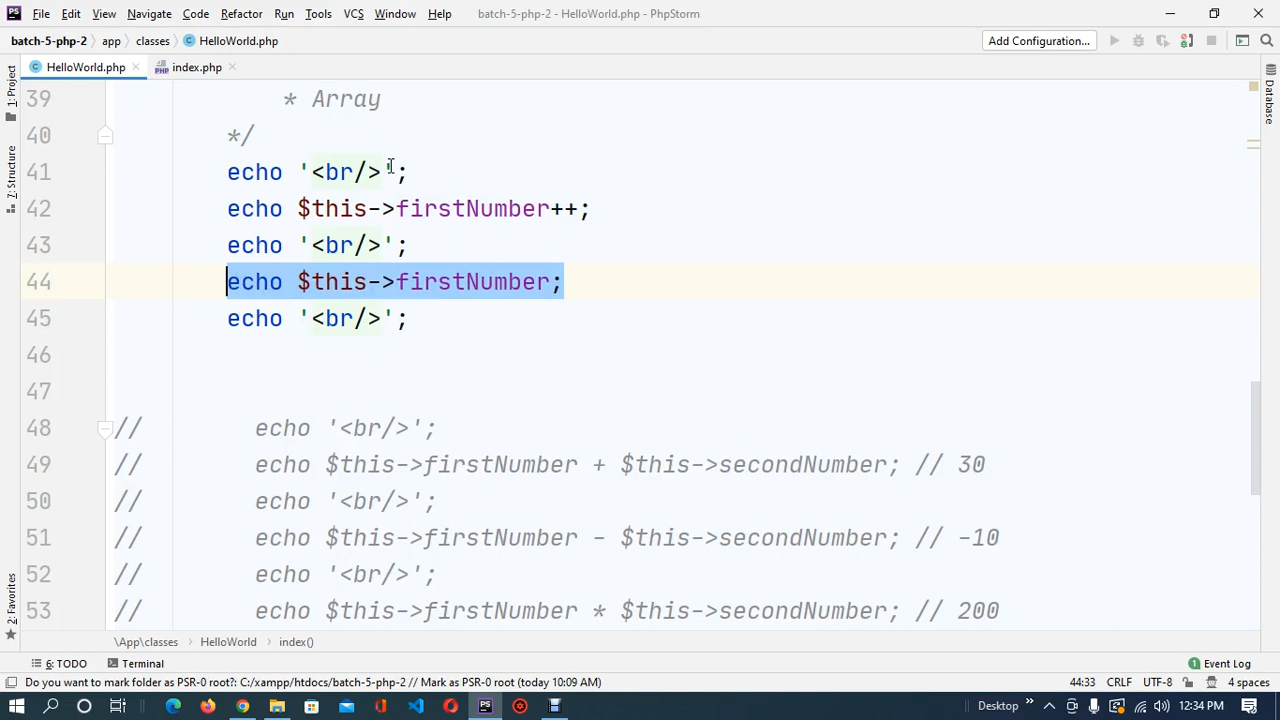 File Edit View Navigate Code Refactor Run Tools VCS Window Help batch-5-php-2 - HelloWorld.php - PhpStorm
batch-5-php-2 app classes HelloWorld.php Add Configuration...
HelloWorld.php index.php
1: Project
7: Structure
2: Favorites
Database
39 * Array
40 */
41 echo '<br/>';
42 echo $this->firstNumber++;
43 echo '<br/>';
44 echo $this->firstNumber;
45 echo '<br/>';
46
47
48 // echo '<br/>';
49 // echo $this->firstNumber + $this->secondNumber; // 30
50 // echo '<br/>';
51 // echo $this->firstNumber - $this->secondNumber; // -10
52 // echo '<br/>';
53 // echo $this->firstNumber * $this->secondNumber; // 200
\App\classes HelloWorld index()
6: TODO Terminal Event Log
Do you want to mark folder as PSR-0 root?: C:/xampp/htdocs/batch-5-php-2 // Mark as PSR-0 root (today 10:09 AM) 44:33 CRLF UTF-8 4 spaces
Desktop 12:34 PM